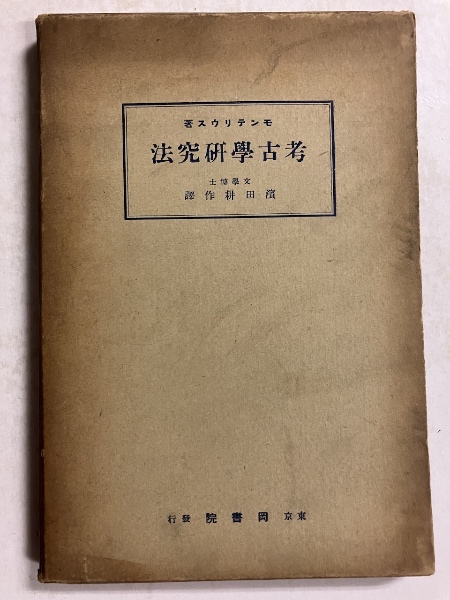 モンテリウス著
考古學硏究法
文學博士
濱田耕作譯
東京 岡書院 發行